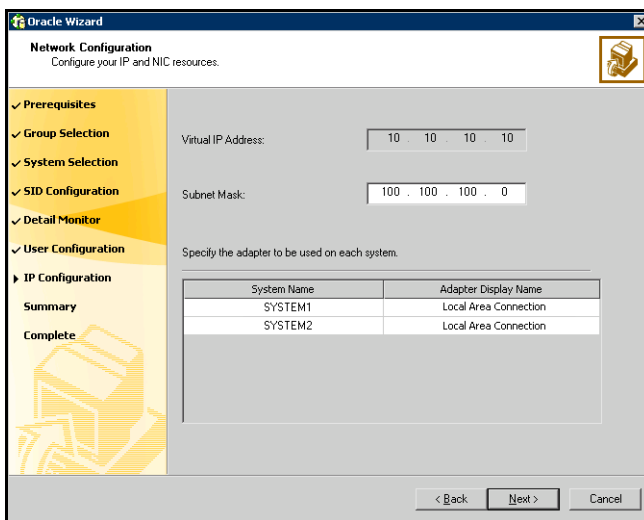 Oracle Wizard
Network Configuration
Configure your IP and NIC resources.
Prerequisites
Group Selection
System Selection
SID Configuration
Detail Monitor
User Configuration
IP Configuration
Summary
Complete
Virtual IP Address: 10 . 10 . 10 . 10
Subnet Mask: 100 . 100 . 100 . 0
Specify the adapter to be used on each system.
System Name Adapter Display Name
SYSTEM1 Local Area Connection
SYSTEM2 Local Area Connection
< Back Next > Cancel